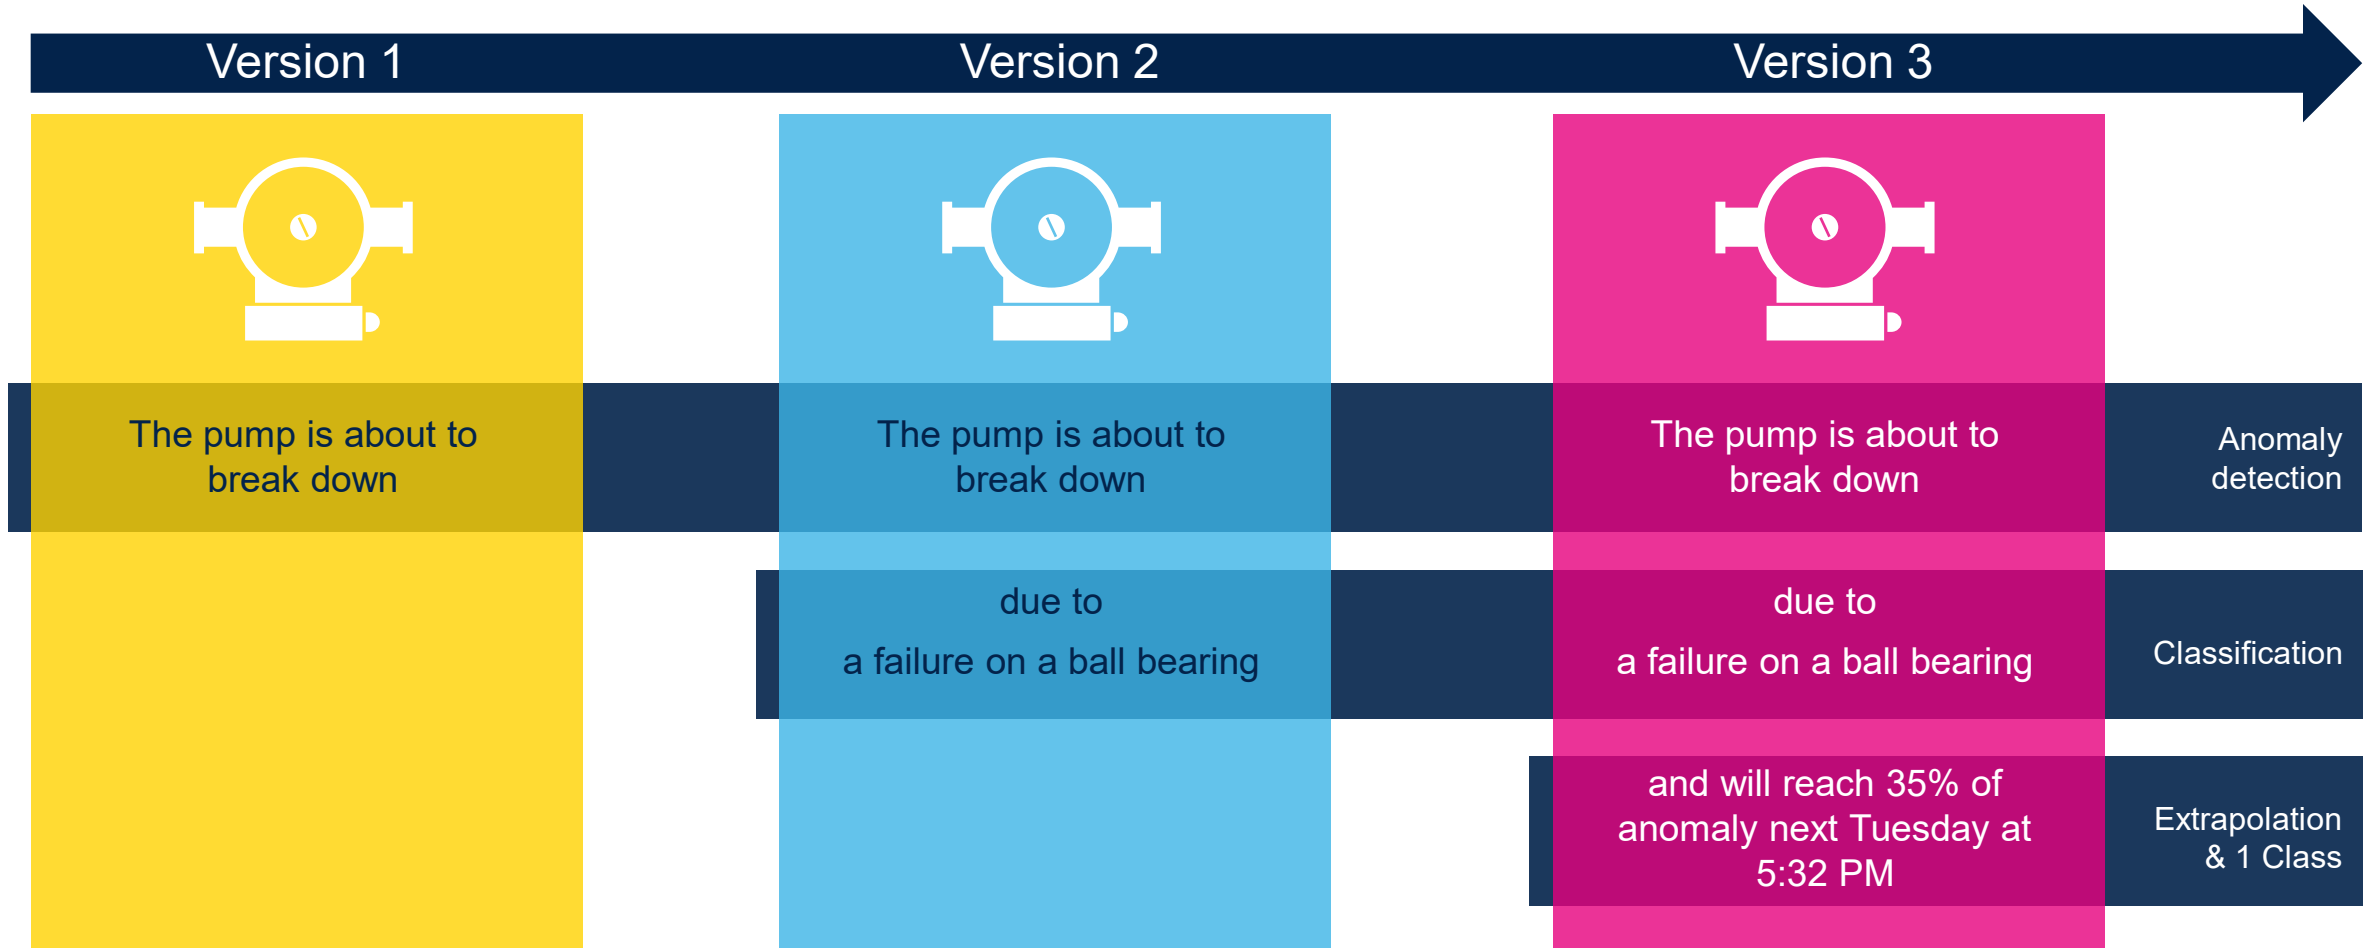 Version 1
Version 2
Version 3
The pump is about to
break down
The pump is about to
break down
The pump is about to
break down
Anomaly
detection
due to
a failure on a ball bearing
due to
a failure on a ball bearing
Classification
and will reach 35% of
anomaly next Tuesday at
5:32 PM
Extrapolation
& 1 Class